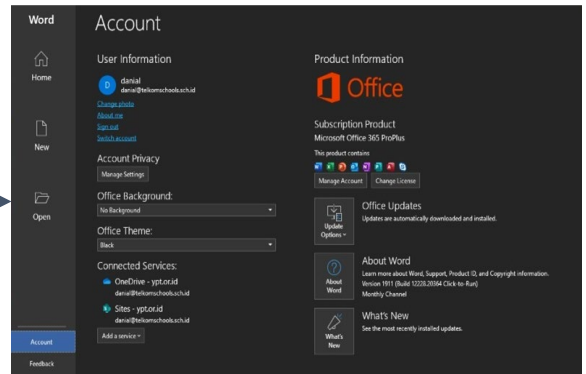 Word
Home
New
Open
Account
Feedback
Account
User Information
D
danial
danial@telkomschools.sch.id
Change photo
About me
Sign out
Switch account
Account Privacy
Manage Settings
Office Background:
No Background
Office Theme:
Black
Connected Services:
OneDrive - ypt.or.id
danial@telkomschools.sch.id
Sites - ypt.or.id
danial@telkomschools.sch.id
Add a service
Product Information
Office
Subscription Product
Microsoft Office 365 ProPlus
This product contains
Manage Account Change License
Update Options
Office Updates
Updates are automatically downloaded and installed.
About Word
About Word
Learn more about Word, Support, Product ID, and Copyright information.
Version 1911 (Build 12228.20364 Click-to-Run)
Monthly Channel
What's New
What's New
See the most recently installed updates.